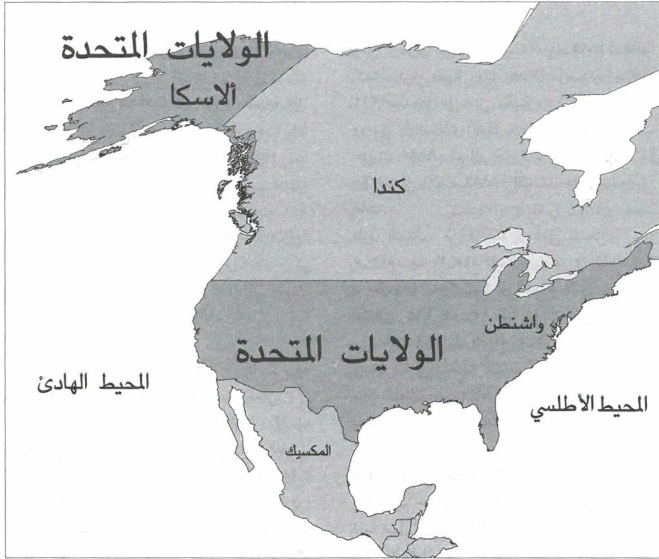 الولايات المتحدة
ألاسكا
كندا
واشنطن
الولايات المتحدة
المحيط الهادئ
المحيط الأطلسي
المكسيك